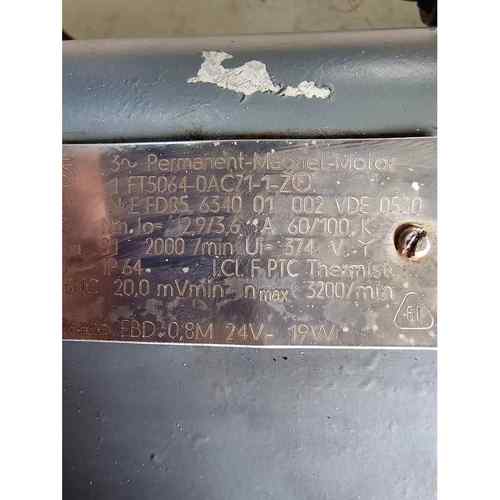 3~ Permanent-Magnet-Motor
1 FT5064-0AC71-1-Z
N E FD85 6340 01 002 VDE 0530
Io= 2,9/3,6 A 60/100 K
2000 /min Ui= 374 V Y
IP 64 I.CL F PTC Thermist.
20,0 mVmin nmax 3200/min
EBD 0,8M 24V- 19W